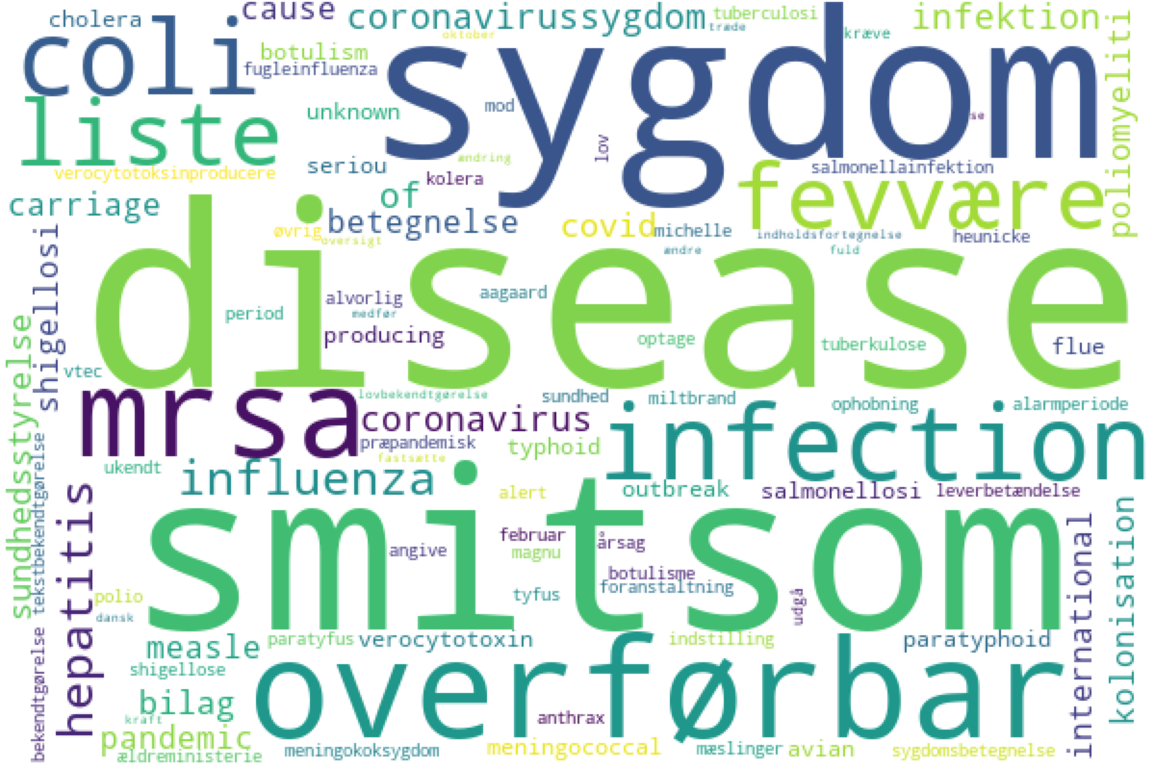 cholera
cause
coronavirussygdom
tuberculosi
infektion
træde
oktober
kræve
coli
botulism
fugleinfluenza
sygdom
poliomyeliti
liste
unknown
mod
lov
se
ændring
verocytotoksinproducere
seriou
kolera
salmonellainfektion
carriage
of
betegnelse
fevvære
øvrig
oversigt
covid
michelle
indholdsfortegnelse
heunicke
ændre
fuld
shigellosi
disease
alvorlig
aagaard
period
medfør
producing
optage
tuberkulose
flue
sundhedsstyrelse
vtec
mrsa
lovbekendtgørelse
sundhed
miltbrand
ophobning
alarmperiode
coronavirus
infection
præpandemisk
typhoid
fastsætte
ukendt
influenza
alert
outbreak
salmonellosi
leverbetændelse
tekstbekendtgørelse
hepatitis
smitsom
februar
årsag
angive
magnu
botulisme
foranstaltning
tyfus
udgå
international
kolonisation
polio
dansk
measle
paratyfus
verocytotoxin
indstilling
paratyphoid
bekendtgørelse
shigellose
overførbar
bilag
kraft
anthrax
pandemic
ældreministerie
meningokoksygdom
meningococcal
mæslinger
avian
sygdomsbetegnelse